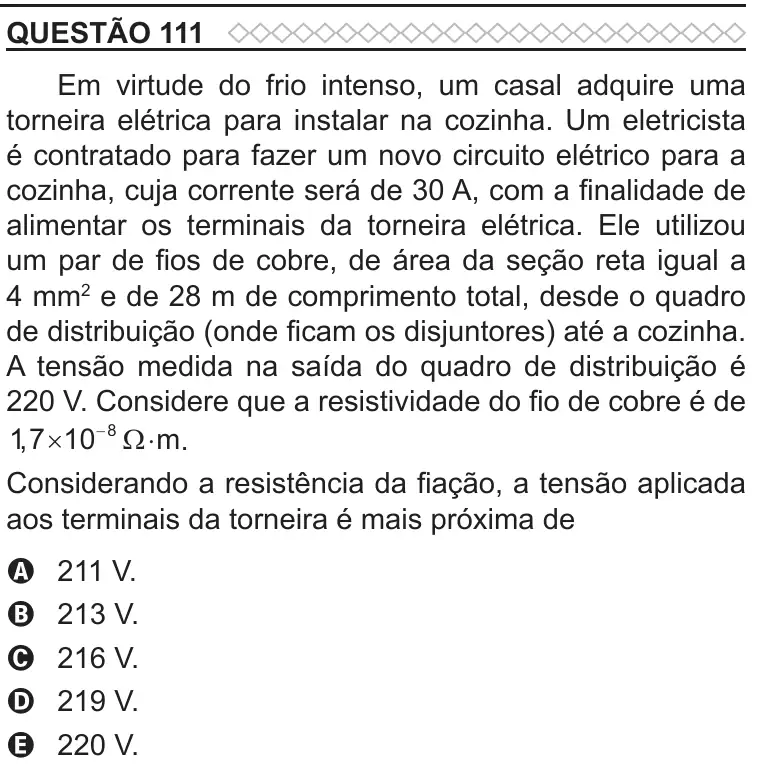 QUESTÃO 111
Em virtude do frio intenso, um casal adquire uma
torneira elétrica para instalar na cozinha. Um eletricista
é contratado para fazer um novo circuito elétrico para a
cozinha, cuja corrente será de 30 A, com a finalidade de
alimentar os terminais da torneira elétrica. Ele utilizou
um par de fios de cobre, de área da seção reta igual a
4 mm² e de 28 m de comprimento total, desde o quadro
de distribuição (onde ficam os disjuntores) até a cozinha.
A tensão medida na saída do quadro de distribuição é
220 V. Considere que a resistividade do fio de cobre é de
1,7×10⁻⁸ Ω·m.
Considerando a resistência da fiação, a tensão aplicada
aos terminais da torneira é mais próxima de
A 211 V.
B 213 V.
C 216 V.
D 219 V.
E 220 V.